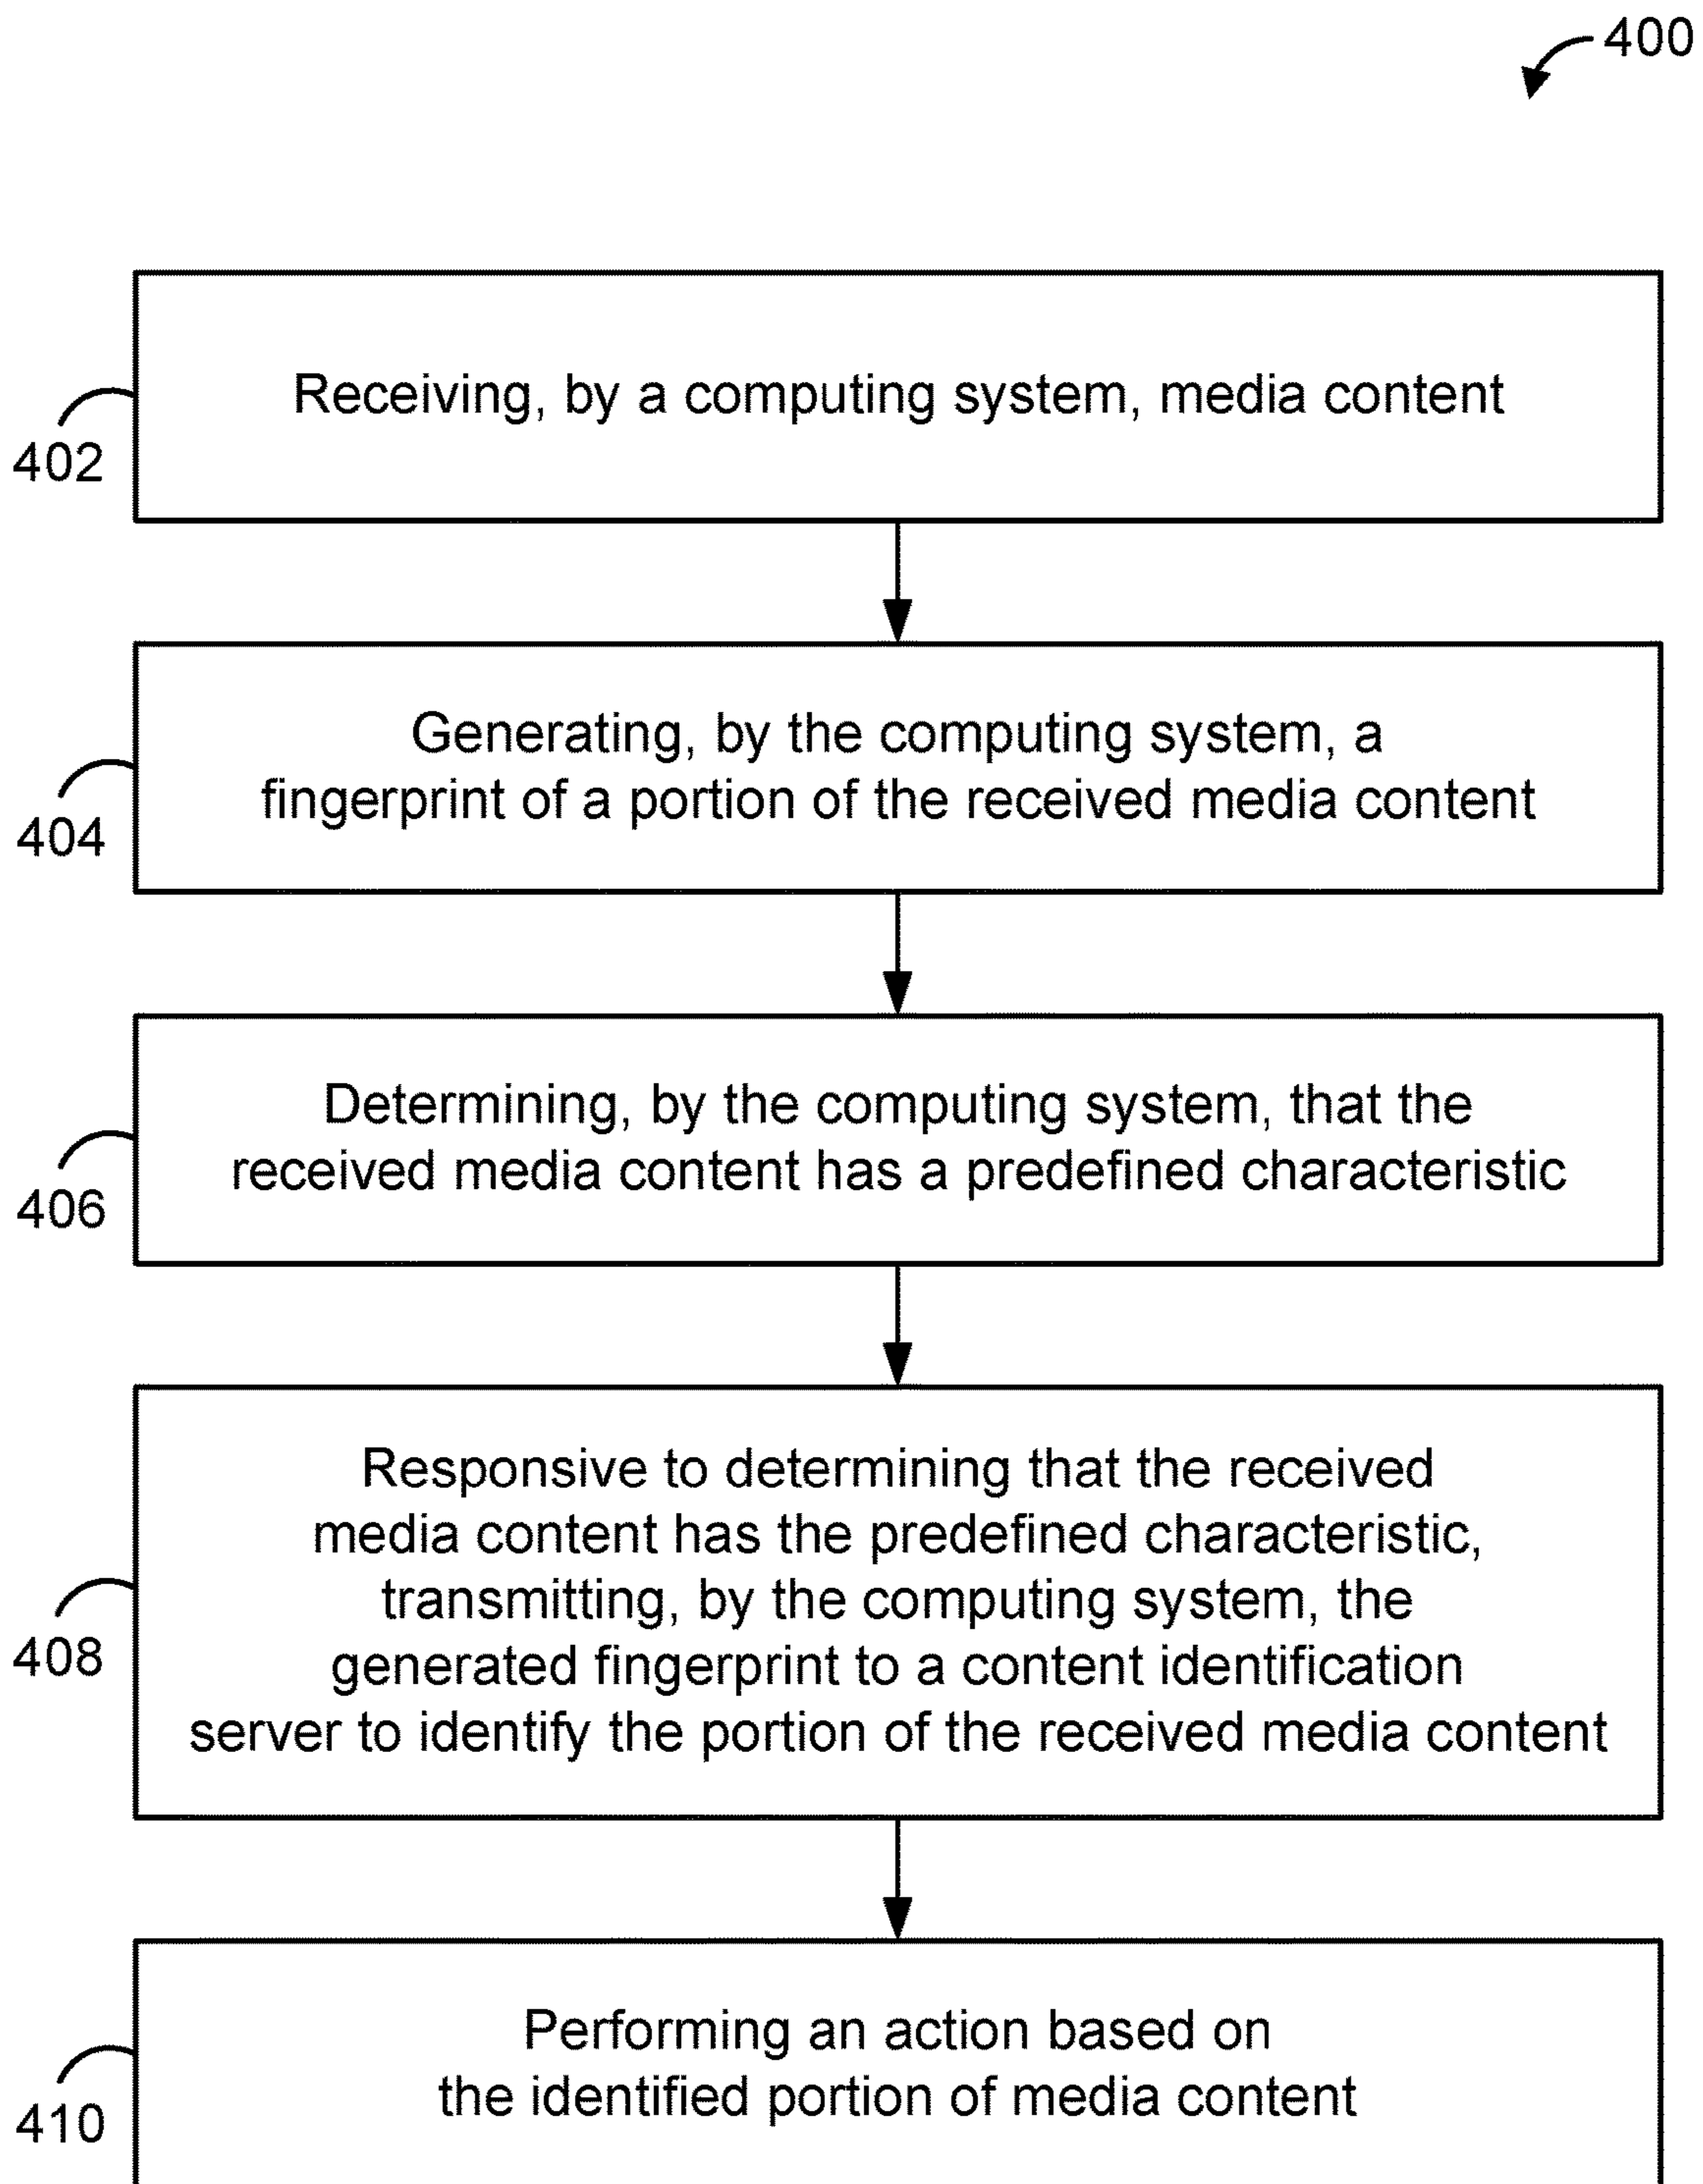 400
Receiving, by a computing system, media content
402
Generating, by the computing system, a
fingerprint of a portion of the received media content
404
Determining, by the computing system, that the
received media content has a predefined characteristic
406
Responsive to determining that the received
media content has the predefined characteristic,
transmitting, by the computing system, the
generated fingerprint to a content identification
server to identify the portion of the received media content
408
Performing an action based on
the identified portion of media content
410